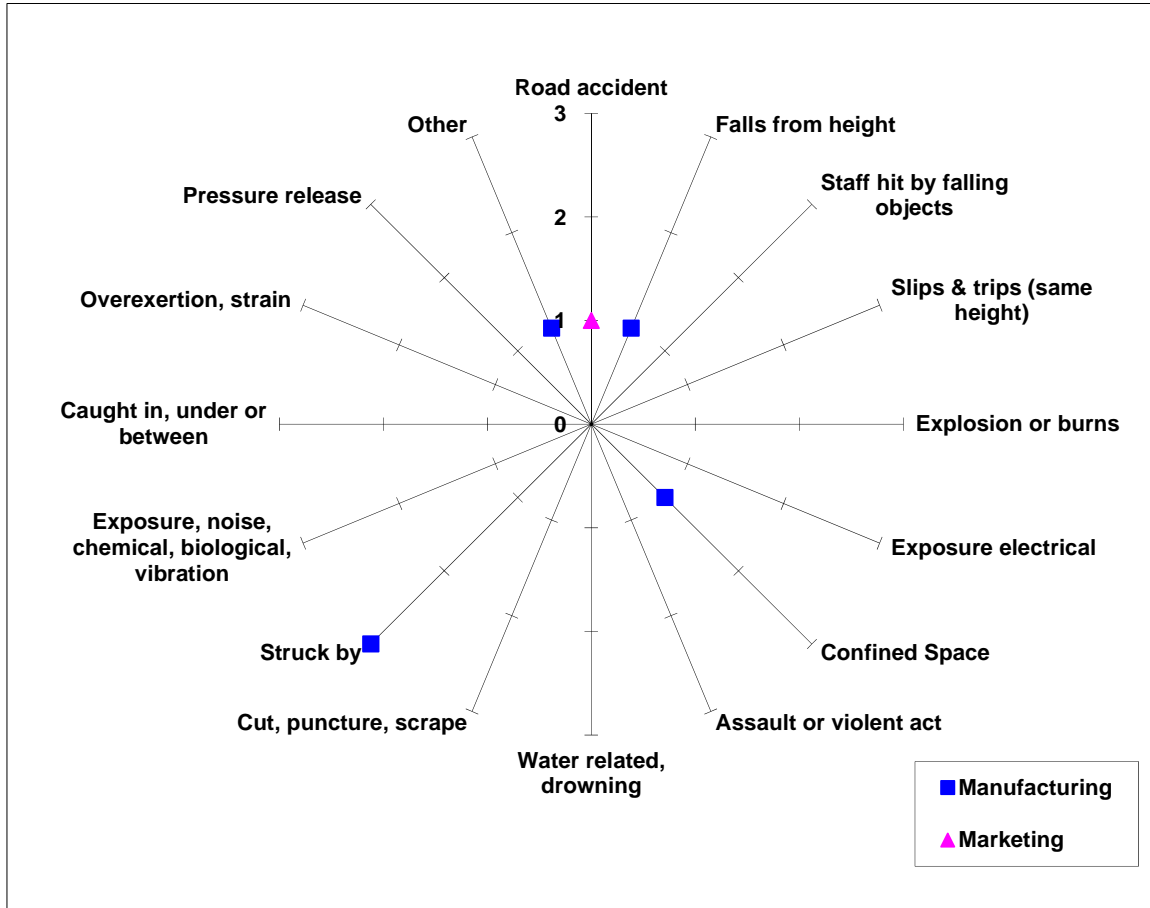 Road accident
3
Other
Falls from height
Pressure release
Staff hit by falling
objects
2
Overexertion, strain
Slips & trips (same
height)
1
Caught in, under or
between
0
Explosion or burns
Exposure, noise,
chemical, biological,
vibration
Exposure electrical
Struck by
Confined Space
Cut, puncture, scrape
Assault or violent act
Water related,
drowning
Manufacturing
Marketing